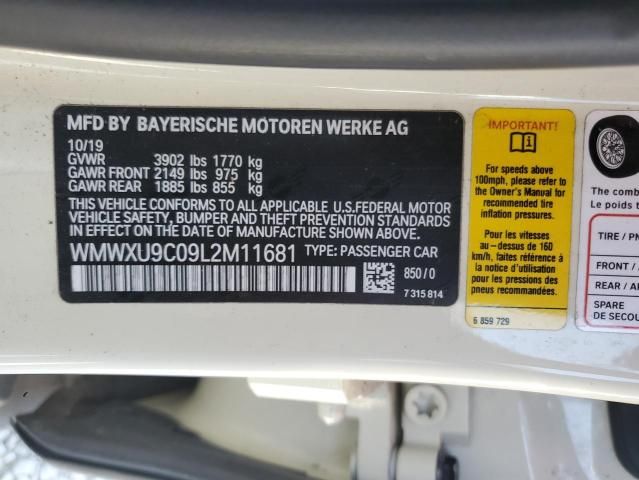 MFD BY BAYERISCHE MOTOREN WERKE AG
10/19
GVWR 3902 lbs 1770 kg
GAWR FRONT 2149 lbs 975 kg
GAWR REAR 1885 lbs 855 kg
THIS VEHICLE CONFORMS TO ALL APPLICABLE U.S.FEDERAL MOTOR
VEHICLE SAFETY, BUMPER AND THEFT PREVENTION STANDARDS
IN EFFECT ON THE DATE OF MANUFACTURE SHOWN ABOVE.
WMWXU9C09L2M11681 TYPE: PASSENGER CAR
850/0
7 315 814
IMPORTANT!
For speeds above
100mph, please refer to
the Owner's Manual for
recommended tire
inflation pressures.
Pour les vitesses
au-dessus de 160
km/h, faites référence à
la notice d'utilisation
pour les pressions des
pneus recommandées.
6 859 729
The com
Le poids t
TIRE / PN
FRONT /
REAR / AR
SPARE
DE SECOU